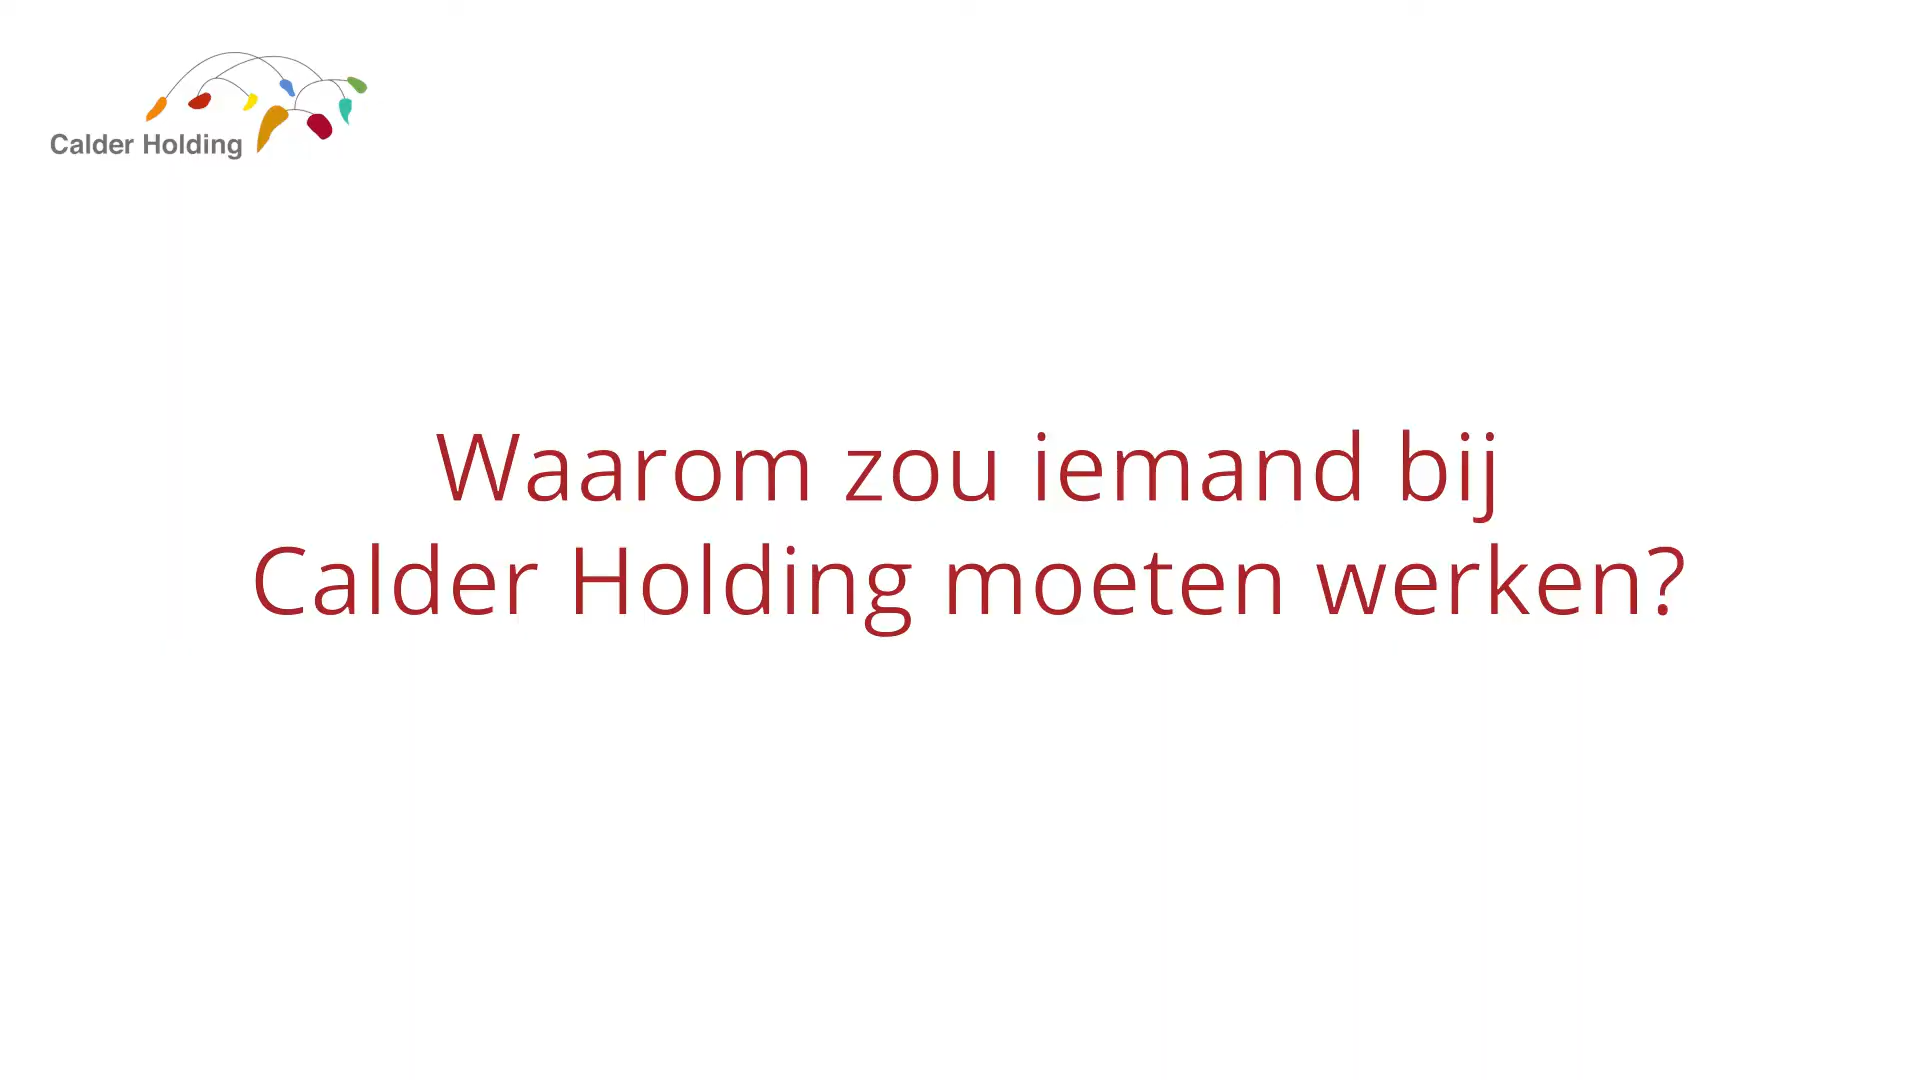 Calder Holding
Waarom zou iemand bij
Calder Holding moeten werken?